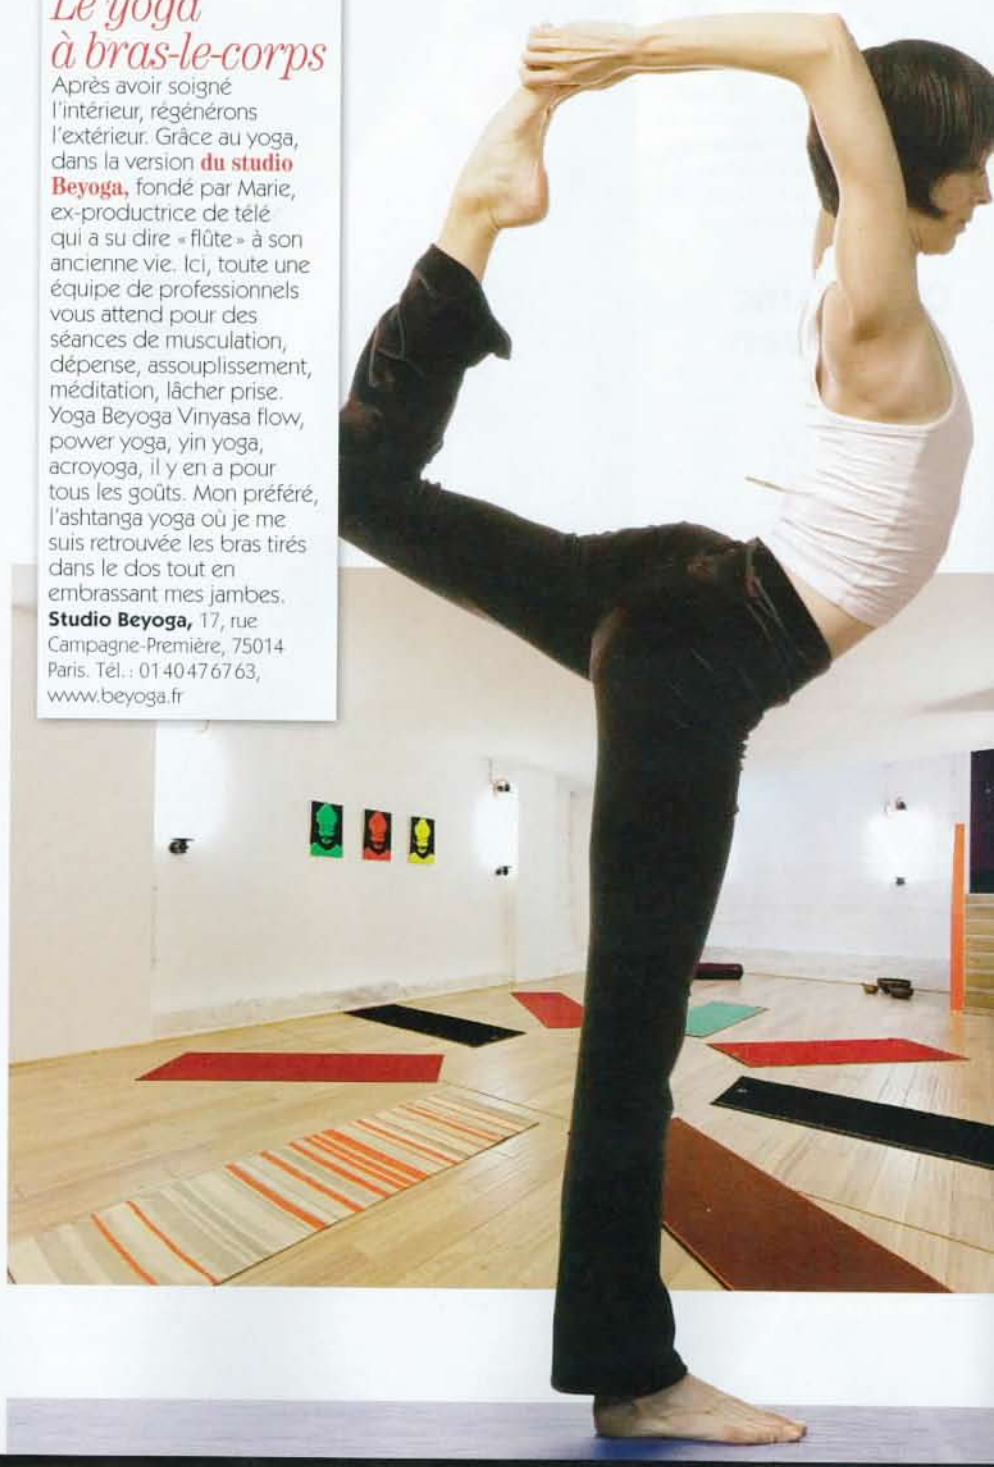 Le yoga
à bras-le-corps
Après avoir soigné
l'intérieur, régénérons
l'extérieur. Grâce au yoga,
dans la version du studio
Beyoga, fondé par Marie,
ex-productrice de télé
qui a su dire « flûte » à son
ancienne vie. Ici, toute une
équipe de professionnels
vous attend pour des
séances de musculation,
dépense, assouplissement,
méditation, lâcher prise.
Yoga Beyoga Vinyasa flow,
power yoga, yin yoga,
acroyoga, il y en a pour
tous les goûts. Mon préféré,
l'ashtanga yoga où je me
suis retrouvée les bras tirés
dans le dos tout en
embrassant mes jambes.
Studio Beyoga, 17, rue
Campagne-Première, 75014
Paris. Tél. : 01 40 47 67 63,
www.beyoga.fr